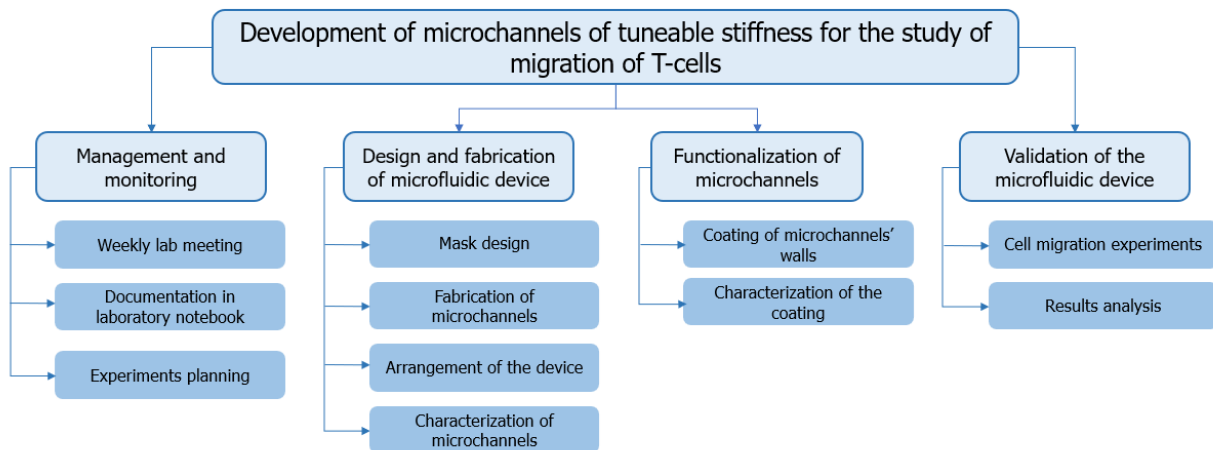 Development of microchannels of tuneable stiffness for the study of
migration of T-cells
Management and
monitoring
Weekly lab meeting
Documentation in
laboratory notebook
Experiments planning
Design and fabrication
of microfluidic device
Mask design
Fabrication of
microchannels
Arrangement of the device
Characterization of
microchannels
Functionalization of
microchannels
Coating of microchannels’
walls
Characterization of the
coating
Validation of the
microfluidic device
Cell migration experiments
Results analysis